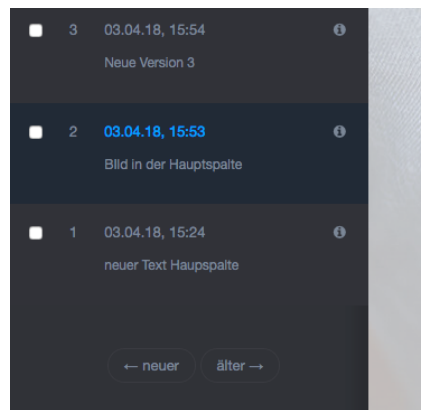 3 03.04.18, 15:54
Neue Version 3
2 03.04.18, 15:53
BIld in der Hauptspalte
1 03.04.18, 15:24
neuer Text Haupspalte
← neuer älter →